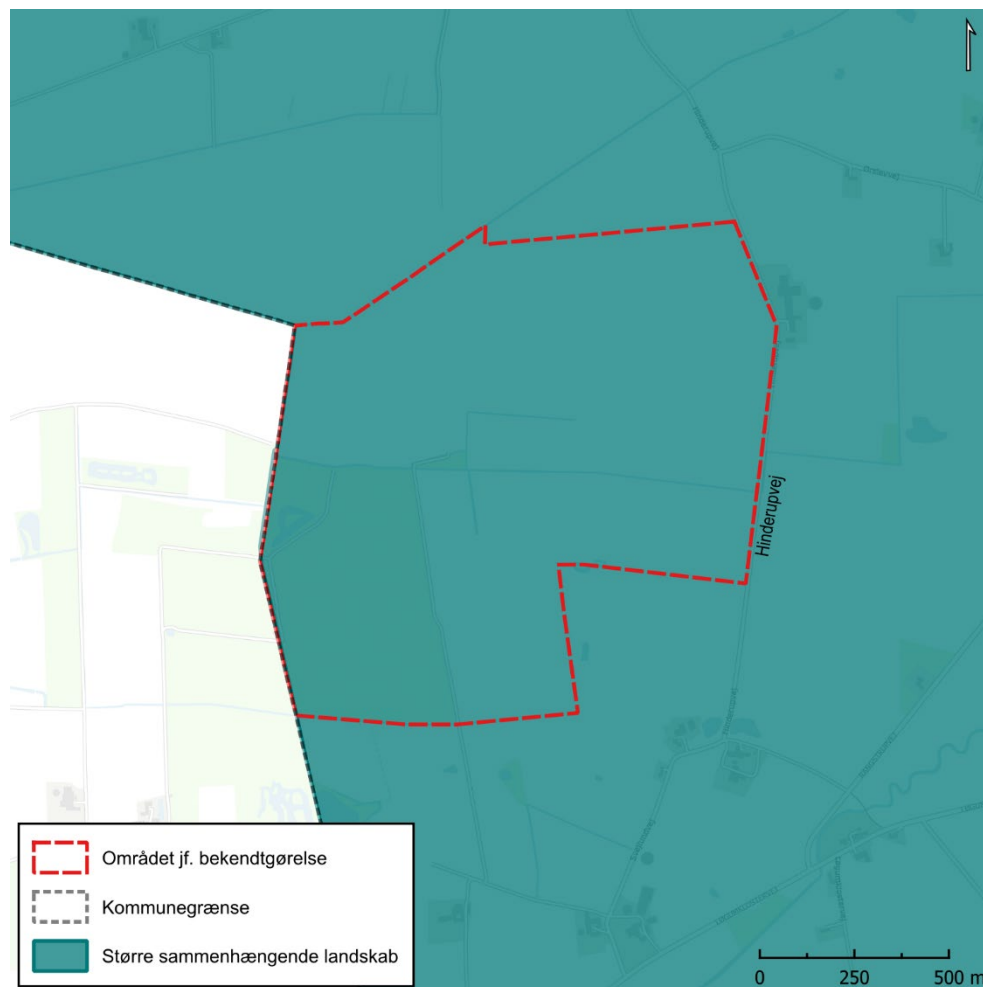 Hinderupvej
Området jf. bekendtgørelse
Kommunegrænse
Større sammenhængende landskab
0 250 500 m